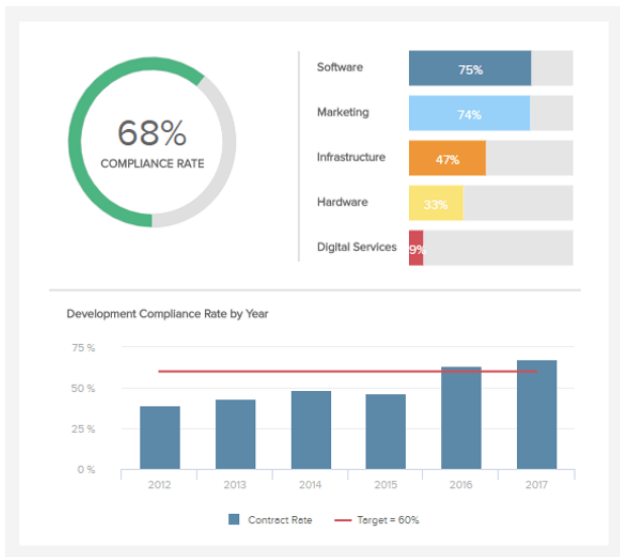 68%
COMPLIANCE RATE
Software 75%
Marketing 74%
Infrastructure 47%
Hardware 33%
Digital Services 9%
Development Compliance Rate by Year
75 %
50 %
25 %
0 %
2012 2013 2014 2015 2016 2017
Contract Rate Target = 60%